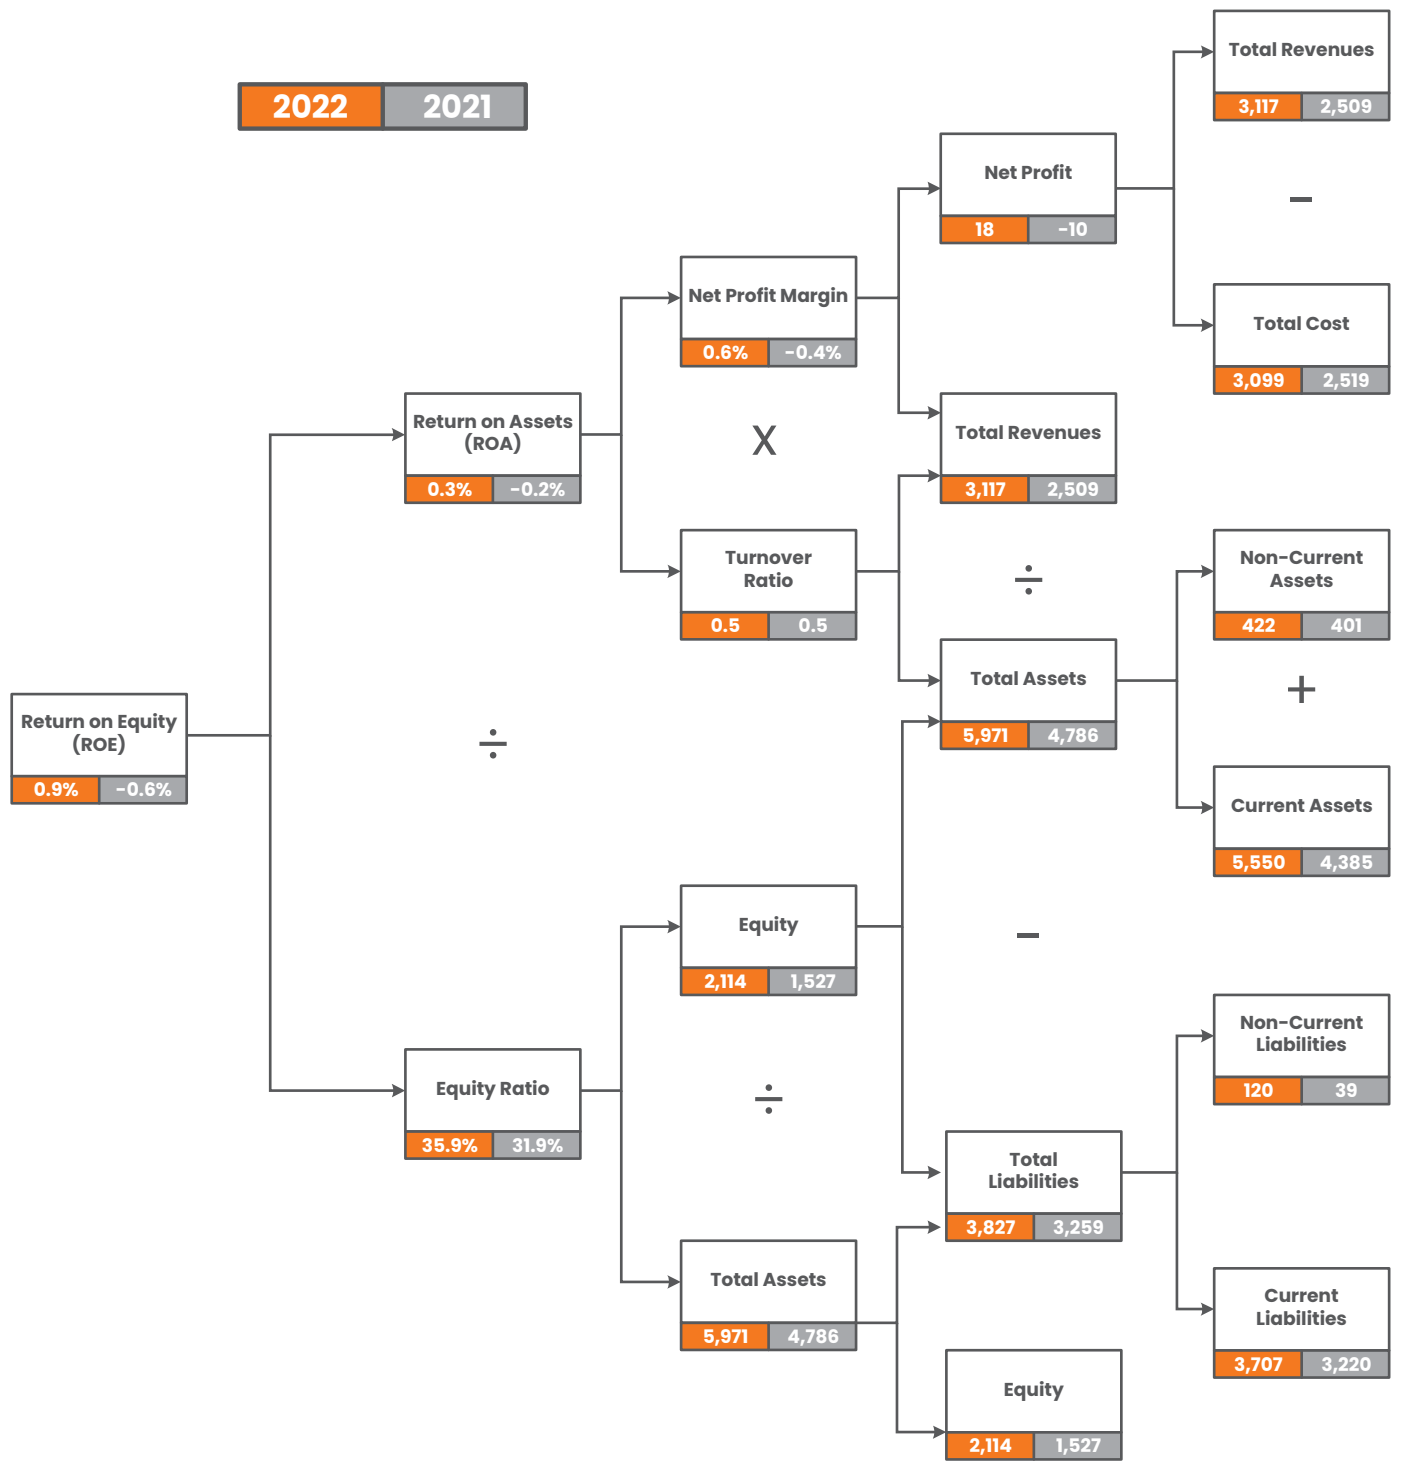 2022 2021
Total Revenues
3,117 2,509
−
Net Profit
18 -10
Total Cost
3,099 2,519
Net Profit Margin
0.6% -0.4%
Return on Assets
(ROA)
0.3% -0.2%
X
Total Revenues
3,117 2,509
Turnover
Ratio
0.5 0.5
÷
Non-Current
Assets
422 401
+
Total Assets
5,971 4,786
Current Assets
5,550 4,385
Return on Equity
(ROE)
0.9% -0.6%
÷
Equity
2,114 1,527
−
Equity Ratio
35.9% 31.9%
÷
Non-Current
Liabilities
120 39
Total
Liabilities
3,827 3,259
Total Assets
5,971 4,786
Current
Liabilities
3,707 3,220
Equity
2,114 1,527